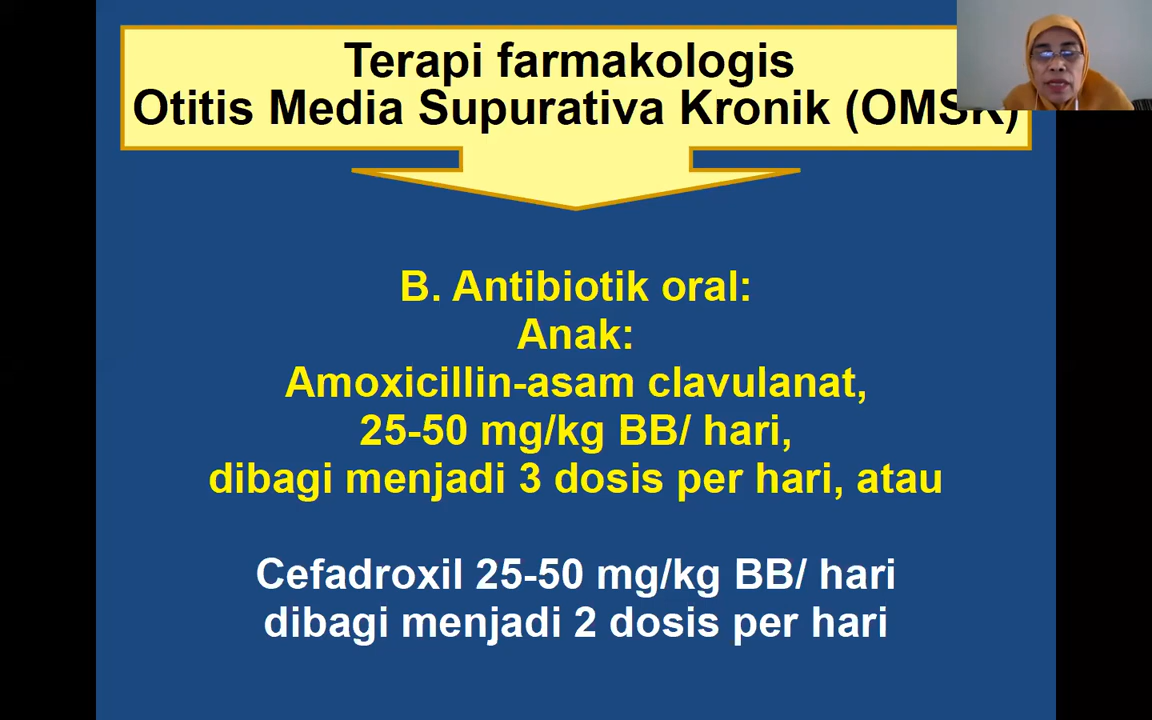 Terapi farmakologis
Otitis Media Supurativa Kronik (OMSK)
B. Antibiotik oral:
Anak:
Amoxicillin-asam clavulanat,
25-50 mg/kg BB/ hari,
dibagi menjadi 3 dosis per hari, atau
Cefadroxil 25-50 mg/kg BB/ hari
dibagi menjadi 2 dosis per hari